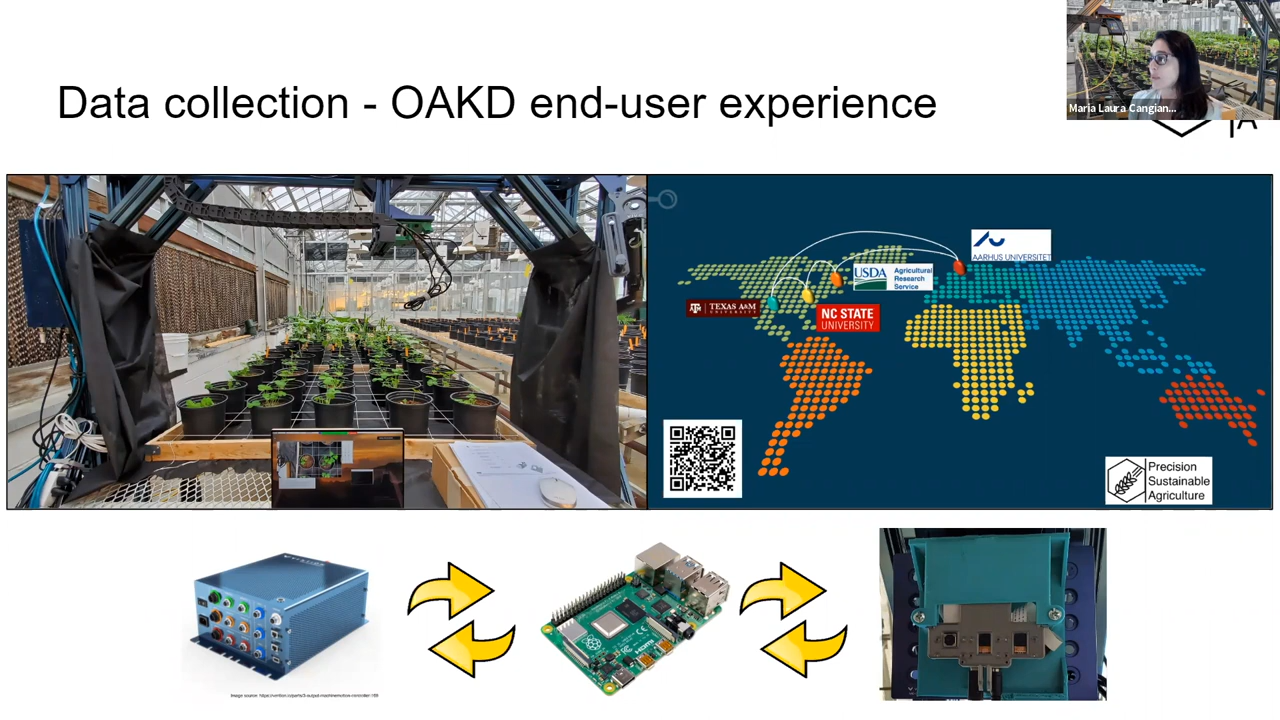 Data collection - OAKD end-user experience
Maria Laura Cangian...
|A
AARHUS UNIVERSITET
USDA
Agricultural
Research
Service
TEXAS A&M
UNIVERSITY
NC STATE
UNIVERSITY
Precision
Sustainable
Agriculture